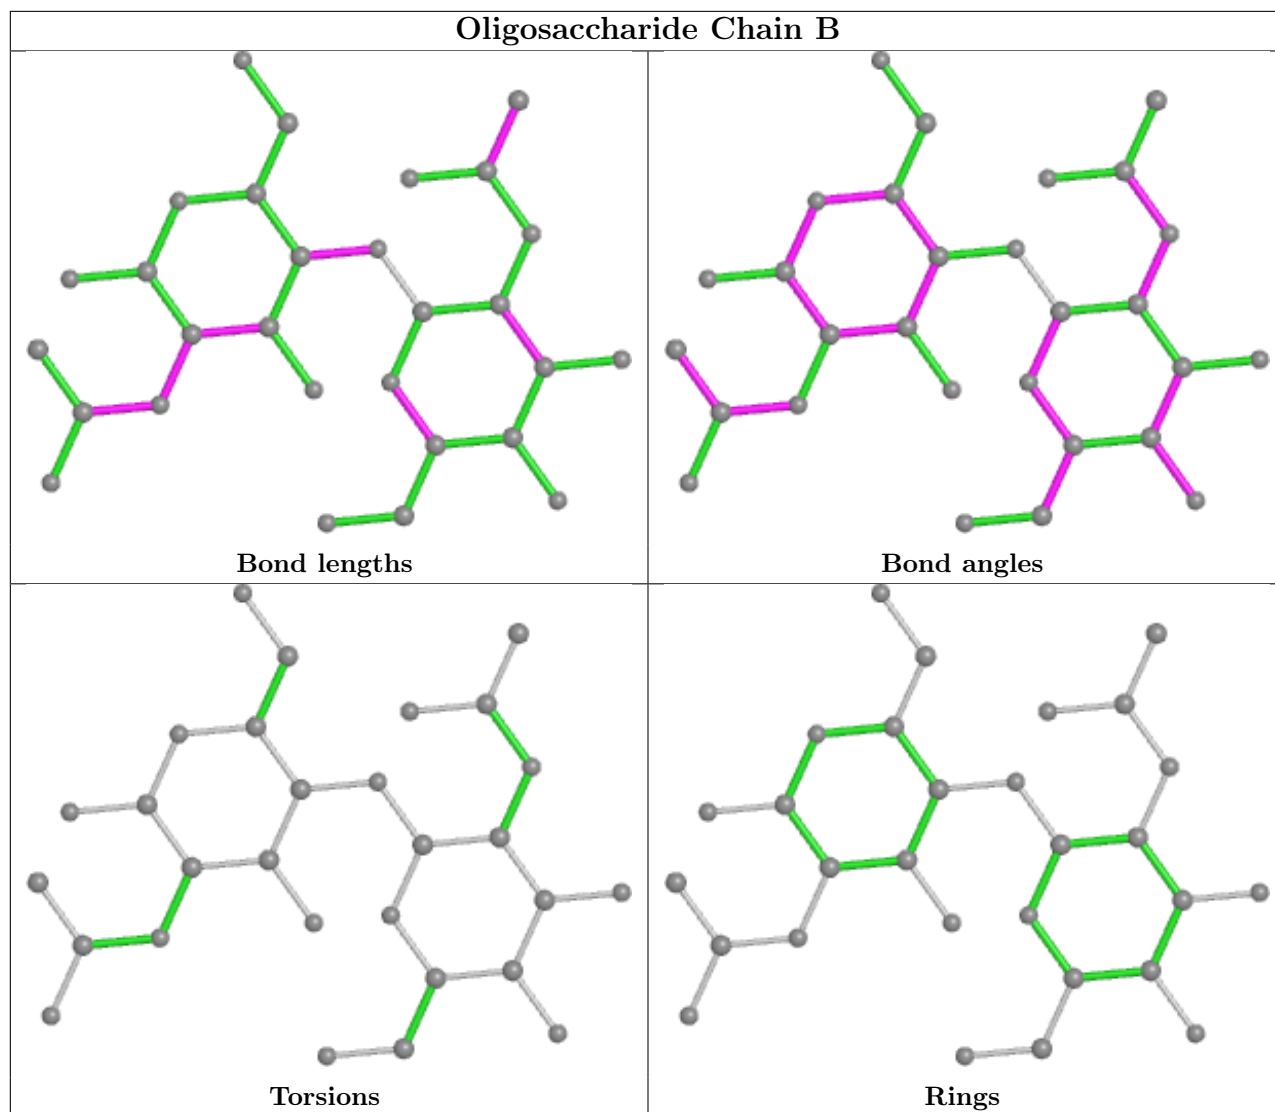 Oligosaccharide Chain B
Bond lengths
Bond angles
Torsions
Rings